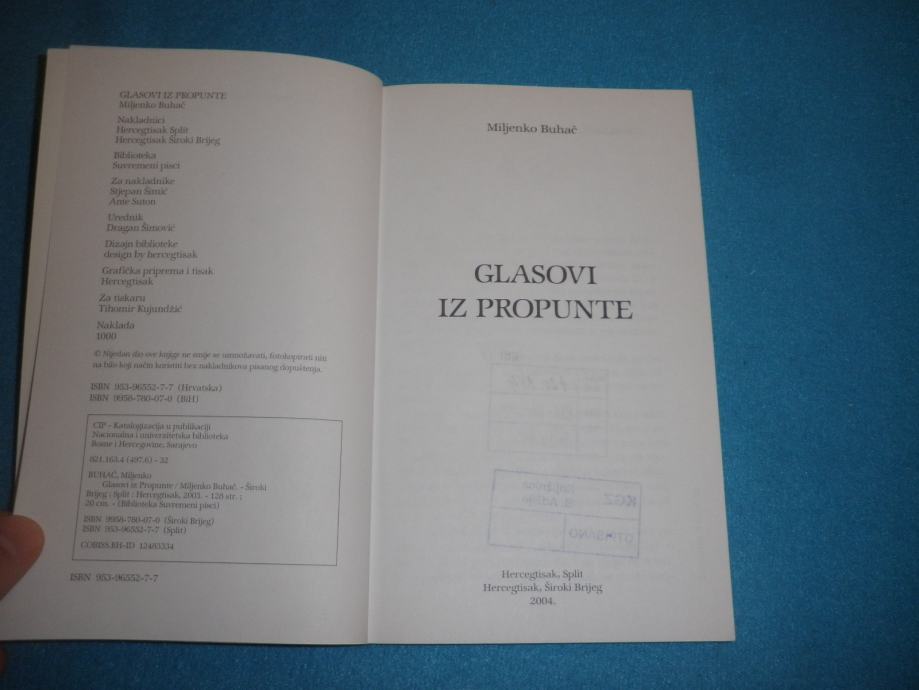 GLASOVI IZ PROPUNTE
Miljenko Buhač
Nakladnici
Hercegtisak Split
Hercegtisak Široki Brijeg
Biblioteka
Suvremeni pisci
Za nakladnike
Stjepan Šimić
Ante Suton
Urednik
Dragan Šimović
Dizajn biblioteke
design by hercegtisak
Grafička priprema i tisak
Hercegtisak
Za tiskaru
Tihomir Kujundžić
Naklada
1000
© Nijedan dio ove knjige ne smije se umnožavati, fotokopirati niti
na bilo koji način koristiti bez nakladnikova pisanog dopuštenja.
ISBN 953-96552-7-7 (Hrvatska)
ISBN 9958-780-07-0 (BiH)
CIP - Katalogizacija u publikaciji
Nacionalna i univerzitetska biblioteka
Bosne i Hercegovine, Sarajevo
821.163.4 (497.6) - 32
BUHAČ, Miljenko
Glasovi iz Propunte / Miljenko Buhač. - Široki
Brijeg ; Split : Hercegtisak, 2003. - 128 str. ;
20 cm. - (Biblioteka Suvremeni pisci)
ISBN 9958-780-07-0 (Široki Brijeg)
ISBN 953-96552-7-7 (Split)
COBISS.BH-ID 12483334
ISBN 953-96552-7-7
Miljenko Buhač
GLASOVI
IZ PROPUNTE
KGZ
Knjižnica
OTPISANO
Hercegtisak, Split
Hercegtisak, Široki Brijeg
2004.